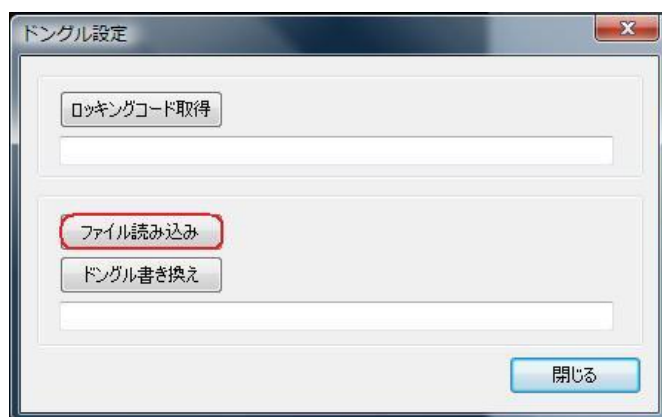 ドングル設定
ロッキングコード取得
ファイル読み込み
ドングル書き換え
閉じる